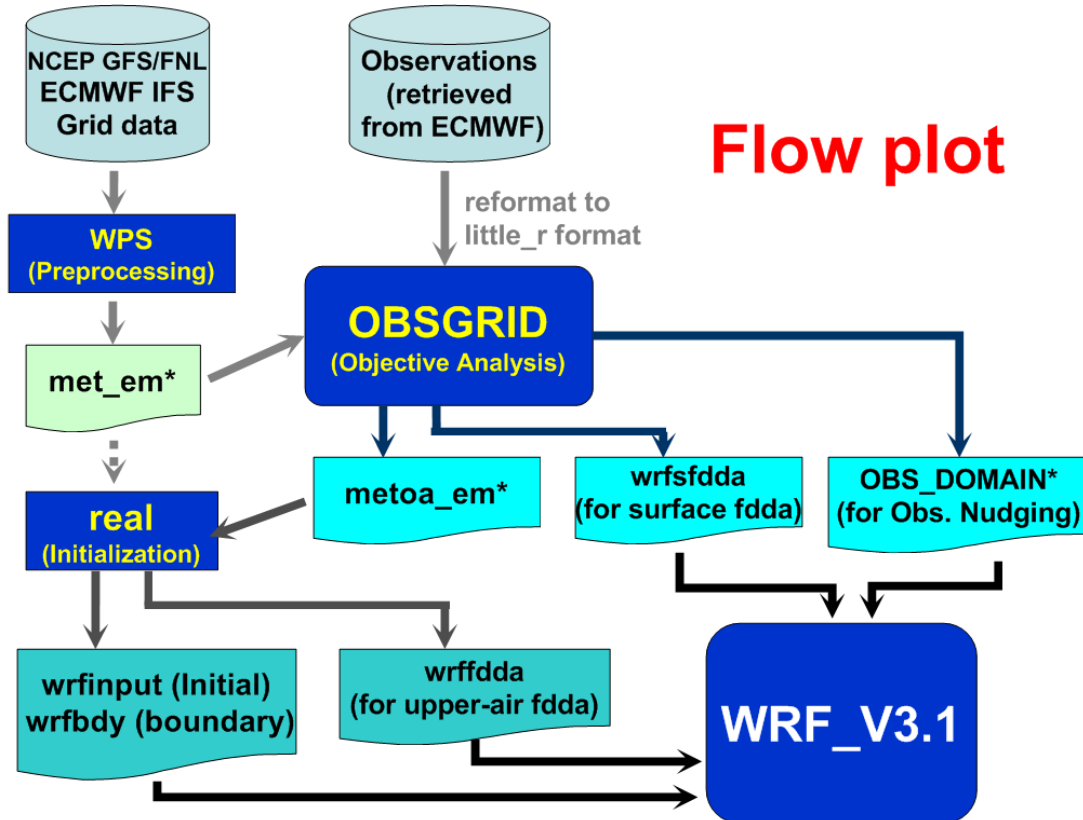 NCEP GFS/FNL
ECMWF IFS
Grid data
Observations
(retrieved
from ECMWF)
Flow plot
reformat to
little_r format
WPS
(Preprocessing)
OBSGRID
(Objective Analysis)
met_em*
metoa_em*
wrfsfdda
(for surface fdda)
OBS_DOMAIN*
(for Obs. Nudging)
real
(Initialization)
wrfinput (Initial)
wrfbdy (boundary)
wrffdda
(for upper-air fdda)
WRF_V3.1